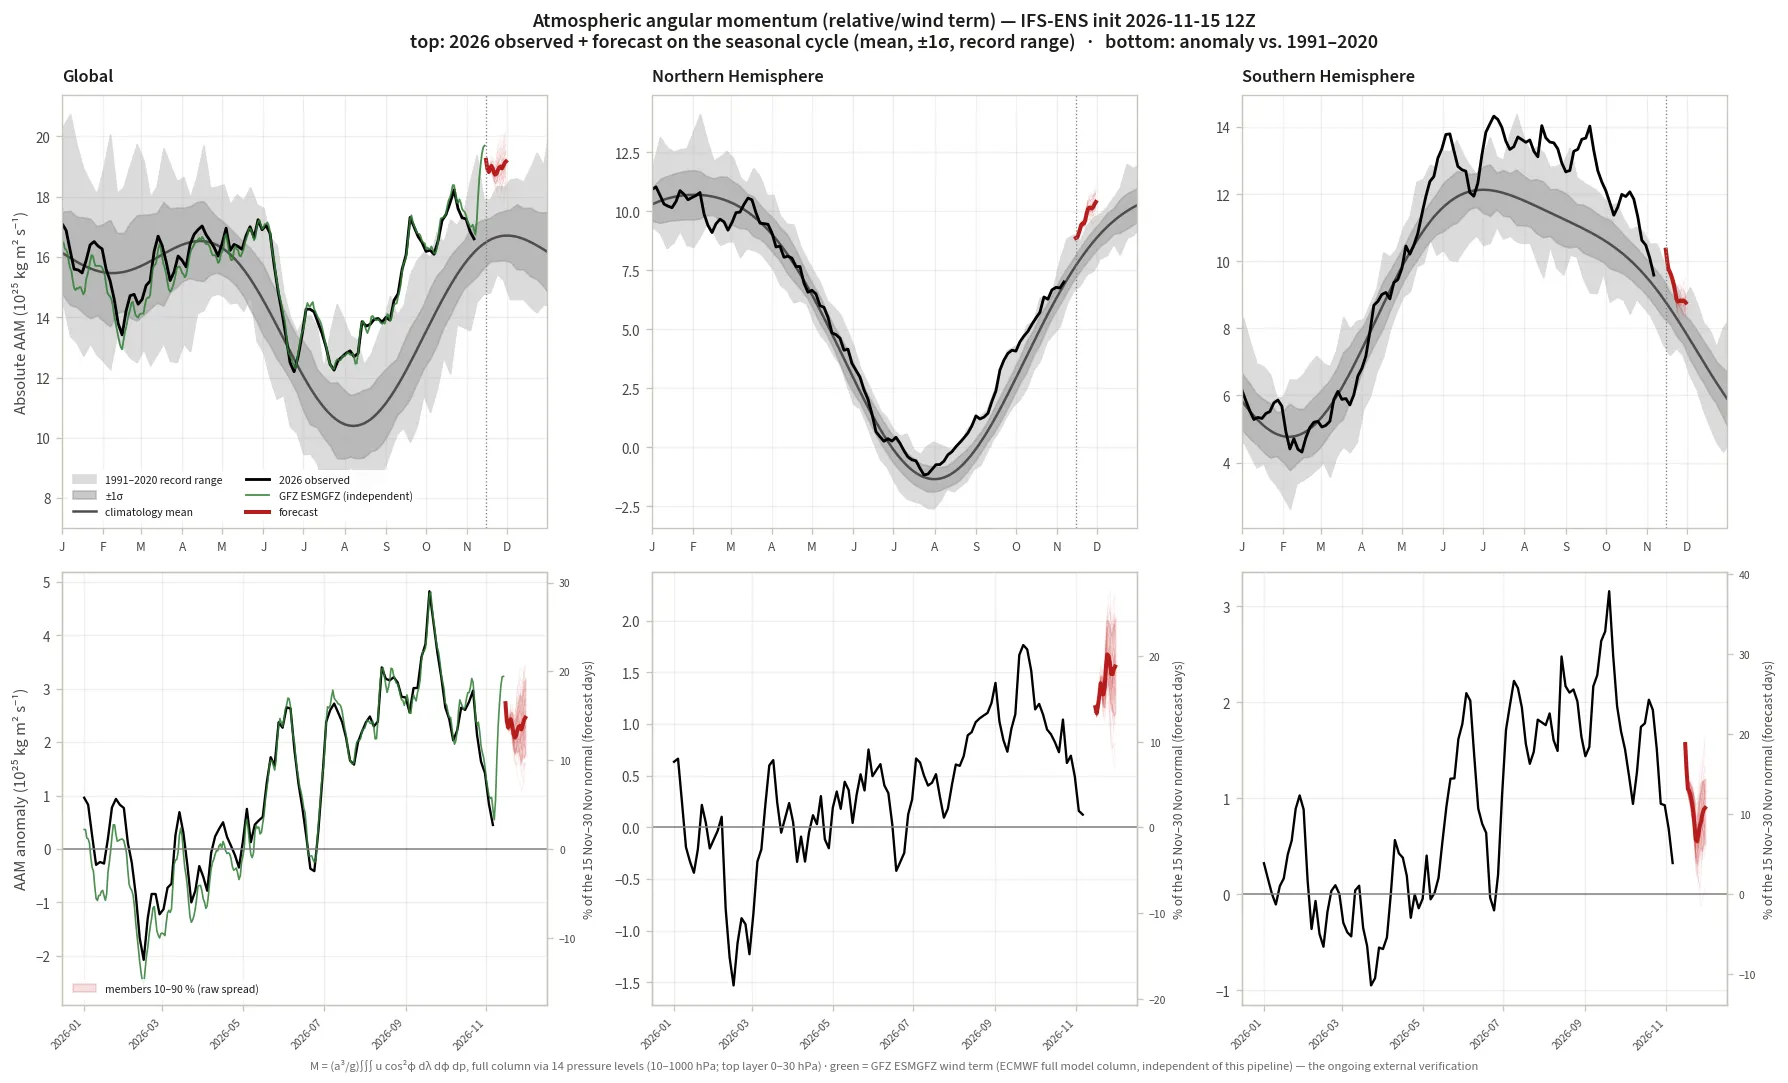 Atmospheric angular momentum (relative/wind term) — IFS-ENS init 2026-11-15 12Z
top: 2026 observed + forecast on the seasonal cycle (mean, ±1σ, record range) · bottom: anomaly vs. 1991–2020
Global
Northern Hemisphere
Southern Hemisphere
Absolute AAM (10²⁵ kg m² s⁻¹)
20
18
16
14
12
10
8
1991–2020 record range
±1σ
climatology mean
2026 observed
GFZ ESMGFZ (independent)
forecast
J F M A M J J A S O N D
12.5
10.0
7.5
5.0
2.5
0.0
−2.5
J F M A M J J A S O N D
14
12
10
8
6
4
J F M A M J J A S O N D
AAM anomaly (10²⁵ kg m² s⁻¹)
5
4
3
2
1
0
−1
−2
members 10–90 % (raw spread)
30
20
10
0
−10
% of the 15 Nov–30 Nov normal (forecast days)
2026-01 2026-03 2026-05 2026-07 2026-09 2026-11
2.0
1.5
1.0
0.5
0.0
−0.5
−1.0
−1.5
20
10
0
−10
−20
% of the 15 Nov–30 Nov normal (forecast days)
2026-01 2026-03 2026-05 2026-07 2026-09 2026-11
3
2
1
0
−1
40
30
20
10
0
−10
% of the 15 Nov–30 Nov normal (forecast days)
2026-01 2026-03 2026-05 2026-07 2026-09 2026-11
M = (a³/g)∫∫∫ u cos²ϕ dλ dϕ dp, full column via 14 pressure levels (10–1000 hPa; top layer 0–30 hPa) · green = GFZ ESMGFZ wind term (ECMWF full model column, independent of this pipeline) — the ongoing external verification